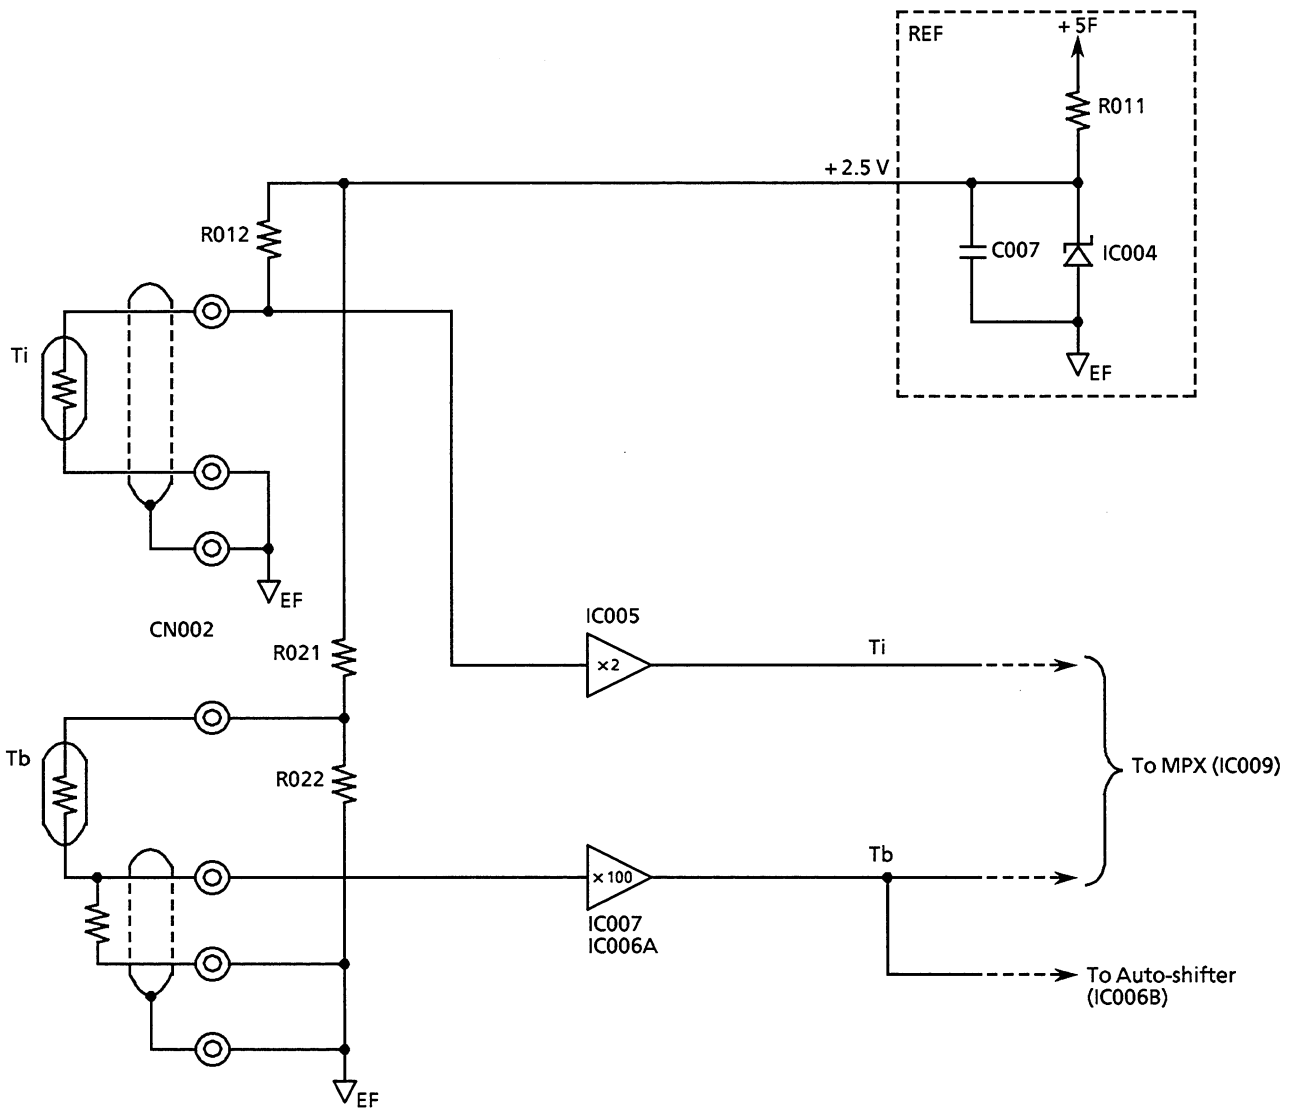 +5F
REF
R011
+2.5 V
R012
C007
IC004
Ti
EF
EF
CN002
IC005
R021
×2
Ti
Tb
R022
To MPX (IC009)
Tb
×100
IC007
IC006A
To Auto-shifter
(IC006B)
EF